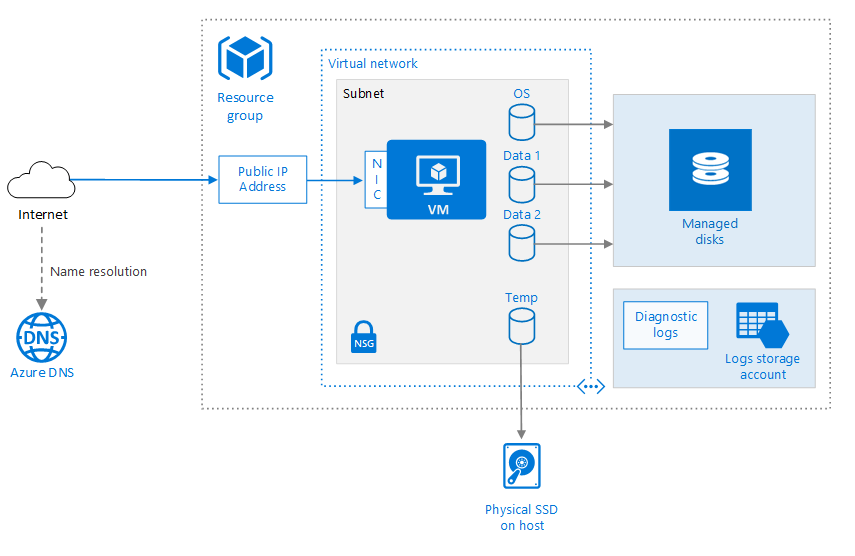 Resource
group
Virtual network
Subnet
OS
Data 1
Data 2
Temp
Public IP
Address
N
I
C
VM
NSG
Managed
disks
Diagnostic
logs
Logs storage
account
Internet
Name resolution
DNS
Azure DNS
Physical SSD
on host